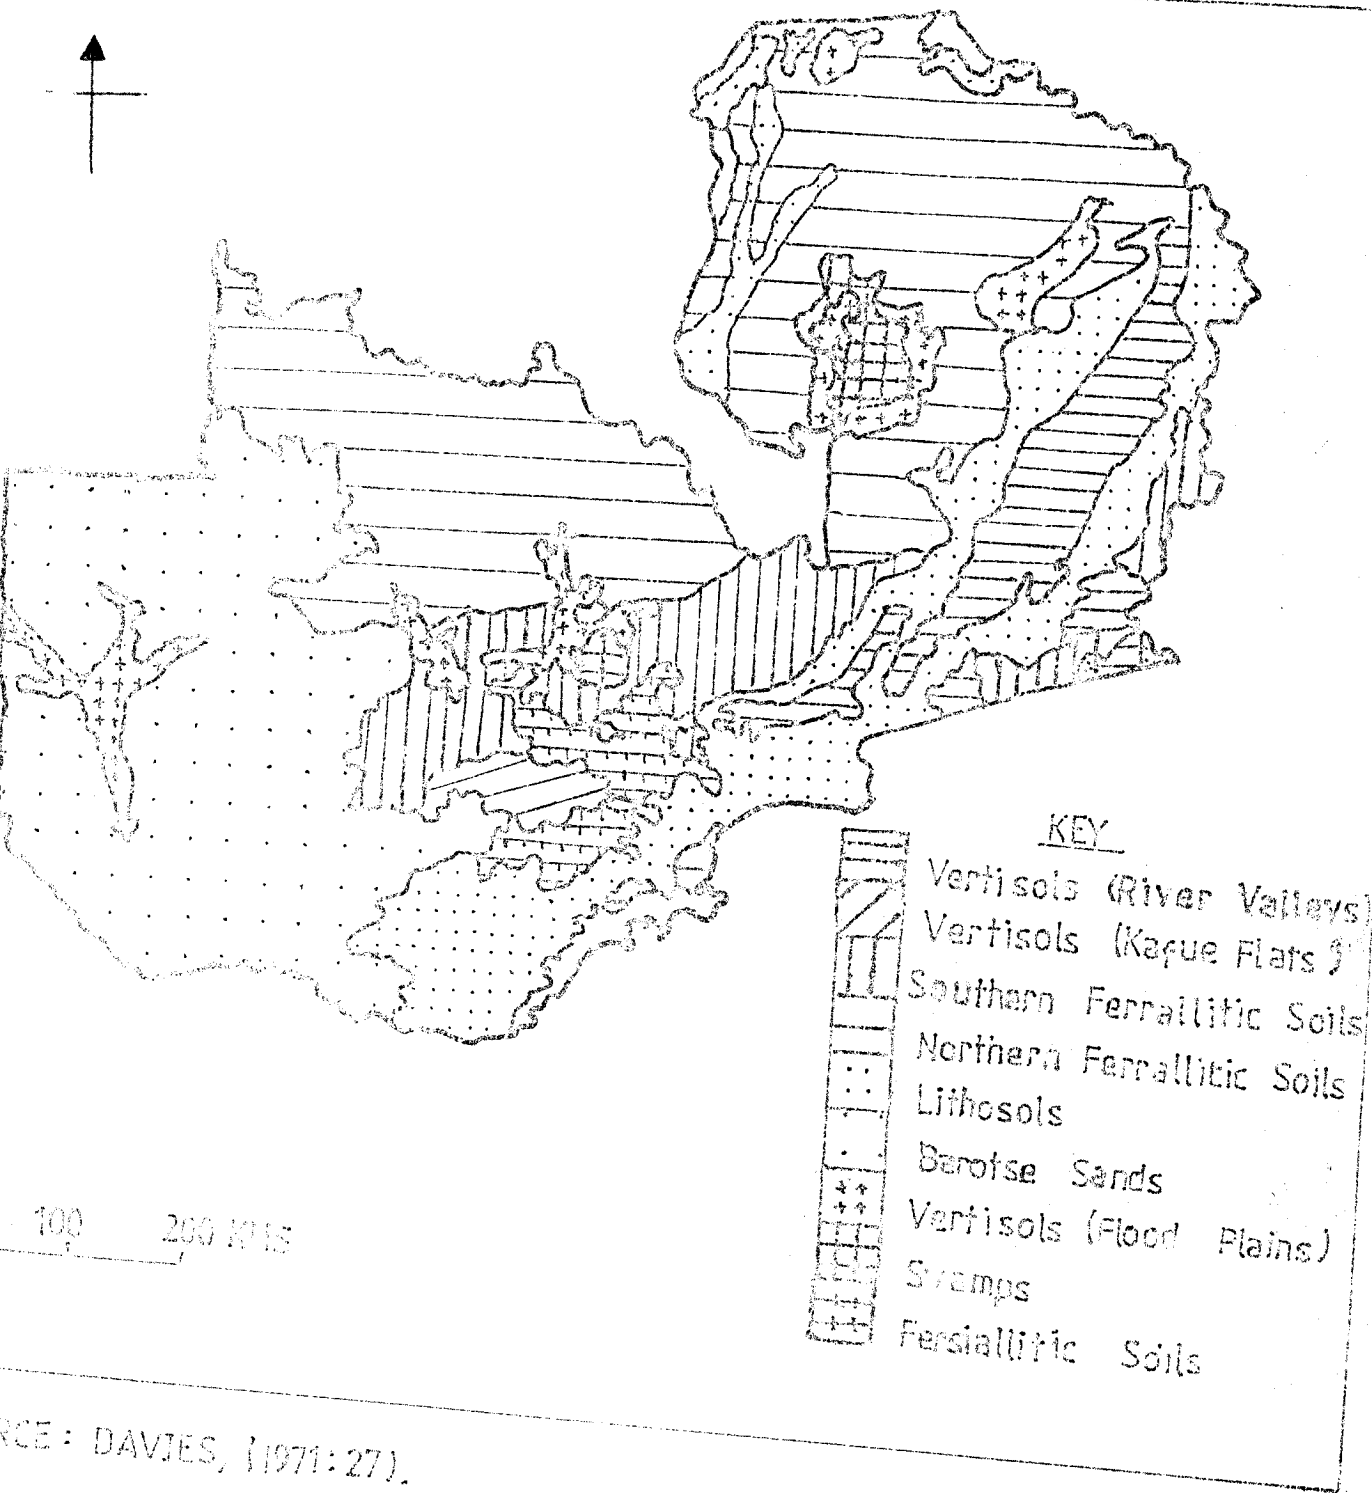 KEY
Vertisols (River Valleys)
Vertisols (Kafue Flats)
Southern Ferrallitic Soils
Northern Ferrallitic Soils
Lithosols
Barotse Sands
Vertisols (Flood Plains)
Swamps
Fersiallitic Soils
100 200 KMS
RCE: DAVIES, (1971:27).